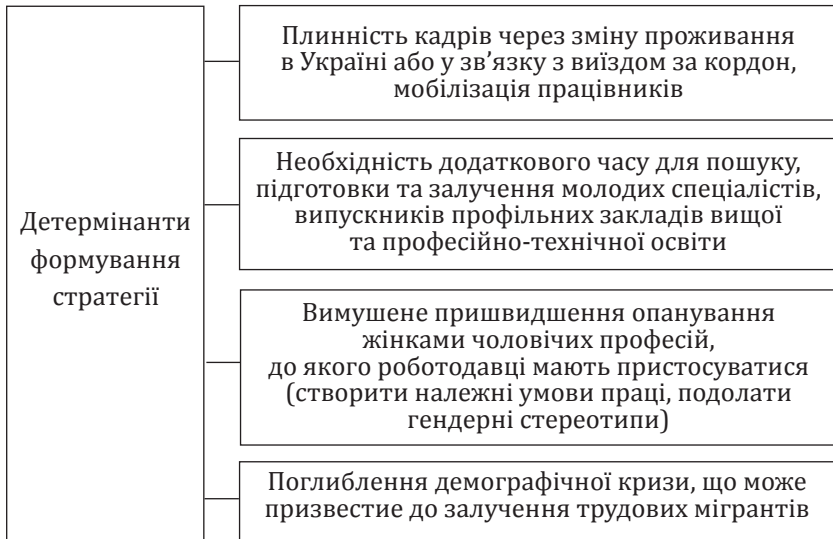 Детермінанти
формування
стратегії
Плинність кадрів через зміну проживання
в Україні або у зв’язку з виїздом за кордон,
мобілізація працівників
Необхідність додаткового часу для пошуку,
підготовки та залучення молодих спеціалістів,
випускників профільних закладів вищої
та професійно-технічної освіти
Вимушене пришвидшення опанування
жінками чоловічих професій,
до якого роботодавці мають пристосуватися
(створити належні умови праці, подолати
гендерні стереотипи)
Поглиблення демографічної кризи, що може
призвестие до залучення трудових мігрантів